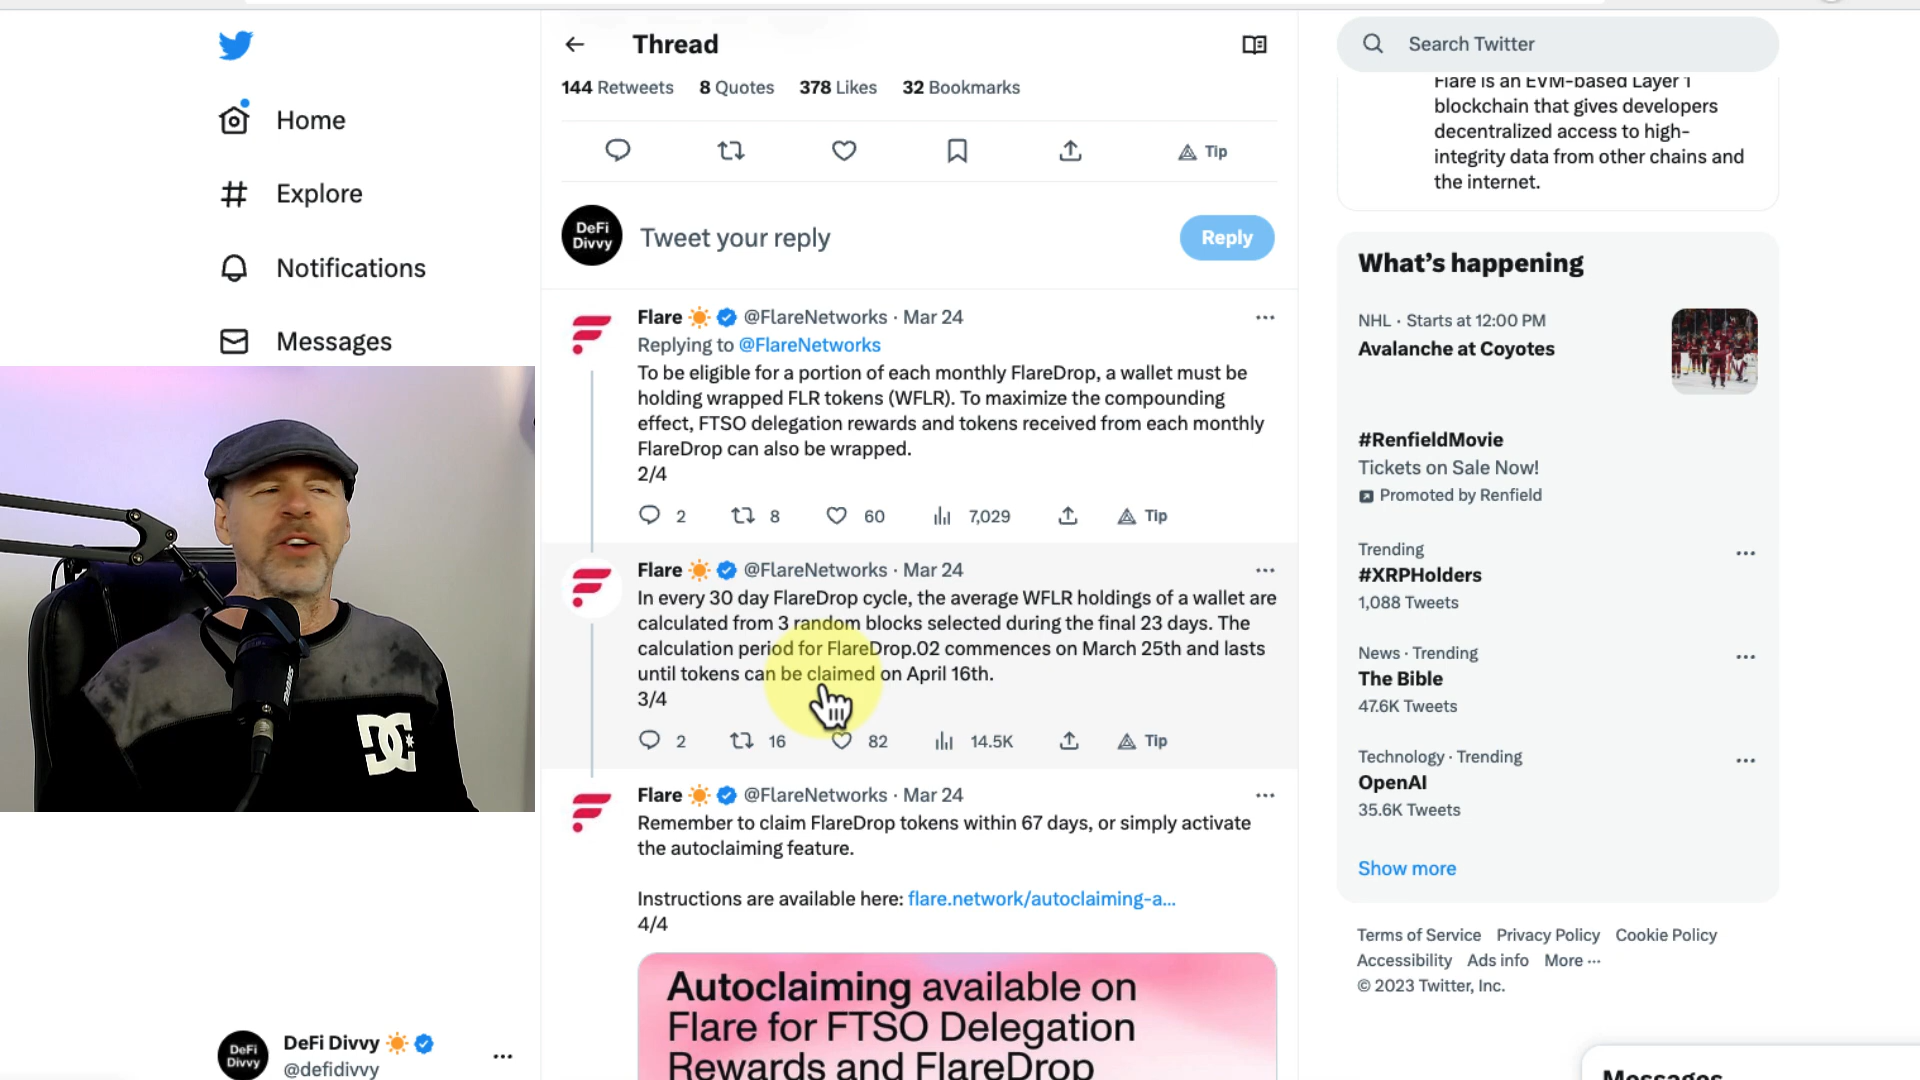 Thread
144 Retweets 8 Quotes 378 Likes 32 Bookmarks
Tip
DeFi
Divvy
Tweet your reply
Reply
Flare @FlareNetworks · Mar 24
Replying to @FlareNetworks
To be eligible for a portion of each monthly FlareDrop, a wallet must be
holding wrapped FLR tokens (WFLR). To maximize the compounding
effect, FTSO delegation rewards and tokens received from each monthly
FlareDrop can also be wrapped.
2/4
2 8 60 7,029 Tip
Flare @FlareNetworks · Mar 24
In every 30 day FlareDrop cycle, the average WFLR holdings of a wallet are
calculated from 3 random blocks selected during the final 23 days. The
calculation period for FlareDrop.02 commences on March 25th and lasts
until tokens can be claimed on April 16th.
3/4
2 16 82 14.5K Tip
Flare @FlareNetworks · Mar 24
Remember to claim FlareDrop tokens within 67 days, or simply activate
the autoclaiming feature.
Instructions are available here: flare.network/autoclaiming-a...
4/4
Autoclaiming available on
Flare for FTSO Delegation
Rewards and FlareDrop
Home
Explore
Notifications
Messages
DC
DeFi
Divvy
DeFi Divvy
@defidivvy
Search Twitter
Flare is an EVM-based Layer 1
blockchain that gives developers
decentralized access to high-
integrity data from other chains and
the internet.
What's happening
NHL · Starts at 12:00 PM
Avalanche at Coyotes
#RenfieldMovie
Tickets on Sale Now!
Promoted by Renfield
Trending
#XRPHolders
1,088 Tweets
News · Trending
The Bible
47.6K Tweets
Technology · Trending
OpenAI
35.6K Tweets
Show more
Terms of Service Privacy Policy Cookie Policy
Accessibility Ads info More ···
© 2023 Twitter, Inc.
Messages